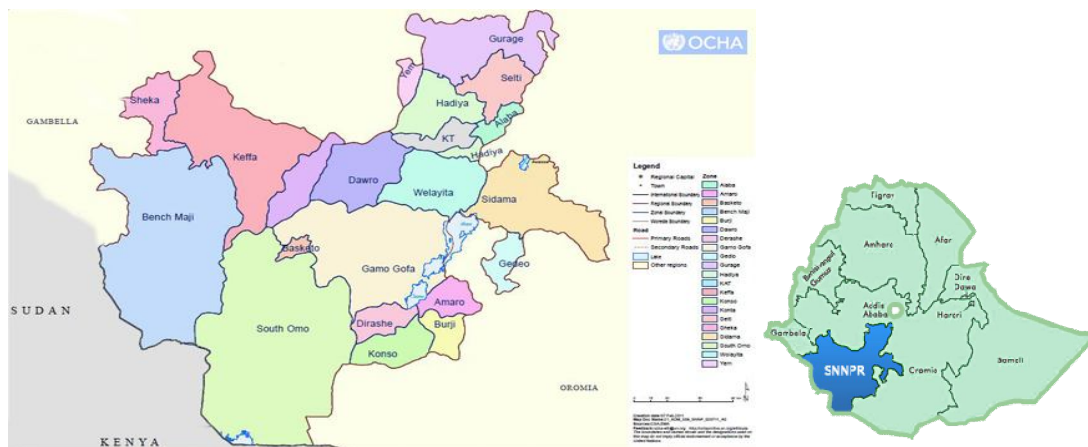 OCHA
Gurage
Yem
Selti
Hadiya
Sheka
Alaba
GAMBELLA
KT
Keffa
Hadiya
Dawro
Welayita
Sidama
Bench Maji
Basketo
Gamo Gofa
Gedeo
Amaro
SUDAN
South Omo
Dirashe
Burji
Konso
OROMIA
KENYA
Legend
Regional Capital
Town
International Boundary
Regional Boundary
Zone Boundary
Woreda Boundary
Road
Primary Roads
Secondary Roads
Lake
Other regions
Zone
Alaba
Amaro
Basketo
Bench Maji
Burji
Dawro
Derashe
Gamo Gofa
Gedio
Gurage
Hadiya
KAT
Keffa
Konso
Konta
Selti
Sheka
Sidama
South Omo
Welayita
Yem
Tigray
Amhara
Afar
Dire
Dawa
Addis
Ababa
Harari
Gambela
SNNPR
Oromia
Somali